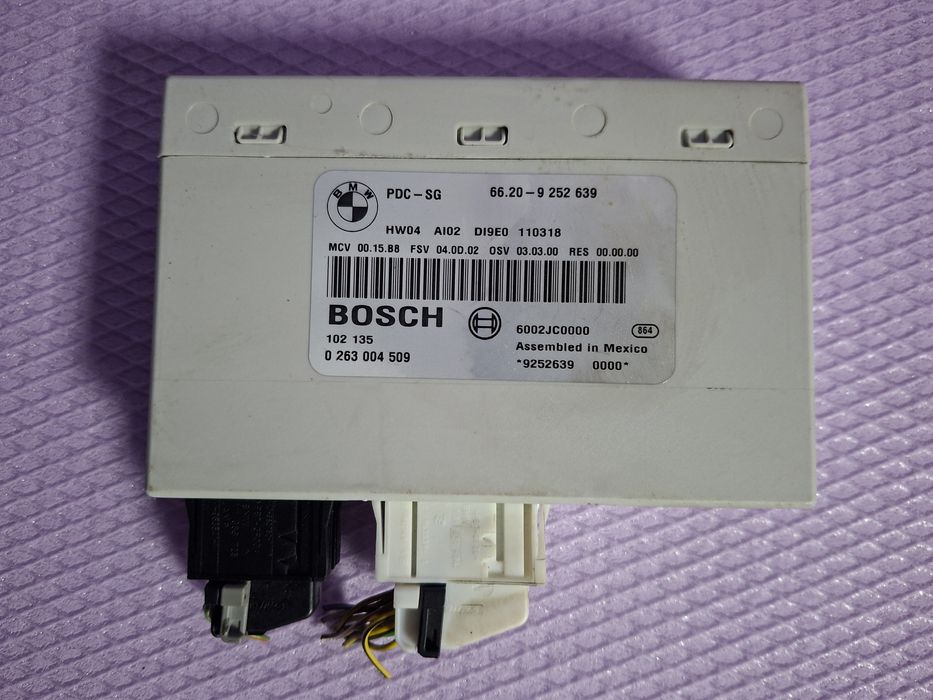 BMW
PDC-SG 66.20-9 252 639
HW04 AI02 DI9E0 110318
MCV 00.15.B8 FSV 04.0D.02 OSV 03.03.00 RES 00.00.00
BOSCH
6002JC0000 864
102 135
Assembled in Mexico
0 263 004 509
*9252639 0000*